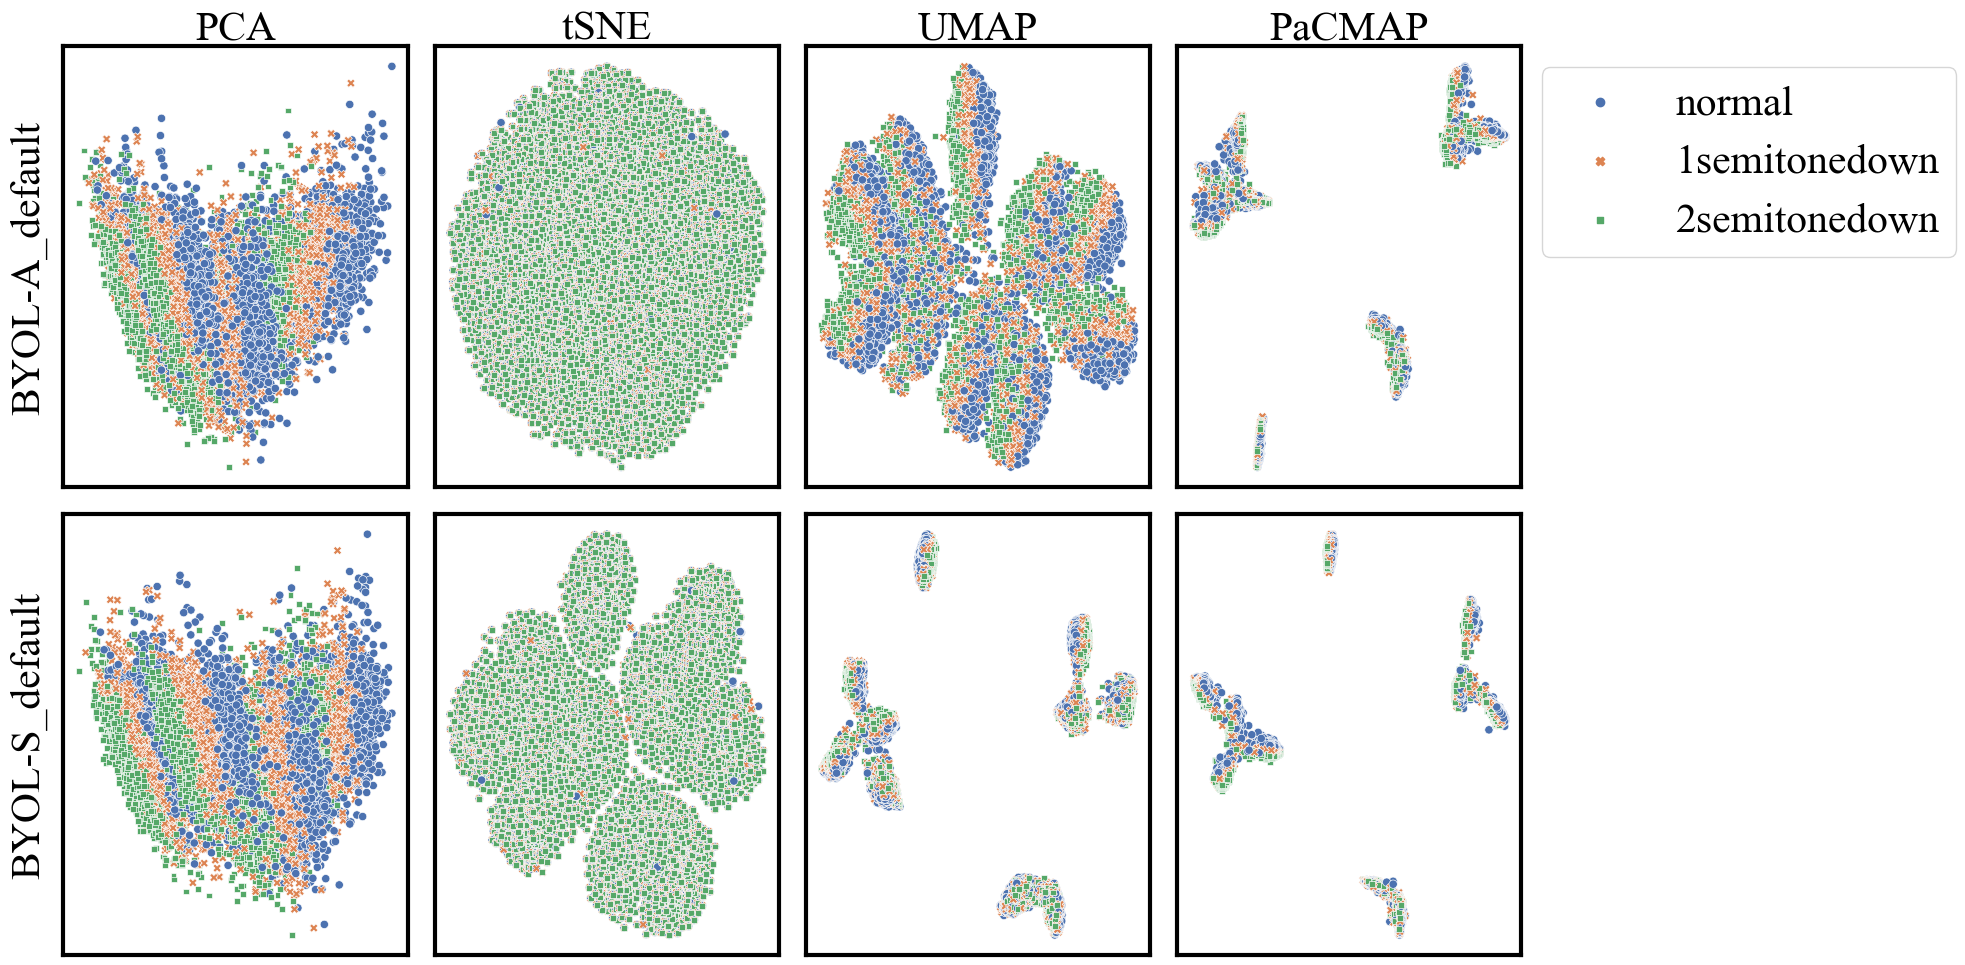 PCA
tSNE
UMAP
PaCMAP
normal
1semitonedown
2semitonedown
BYOL-A_default
BYOL-S_default